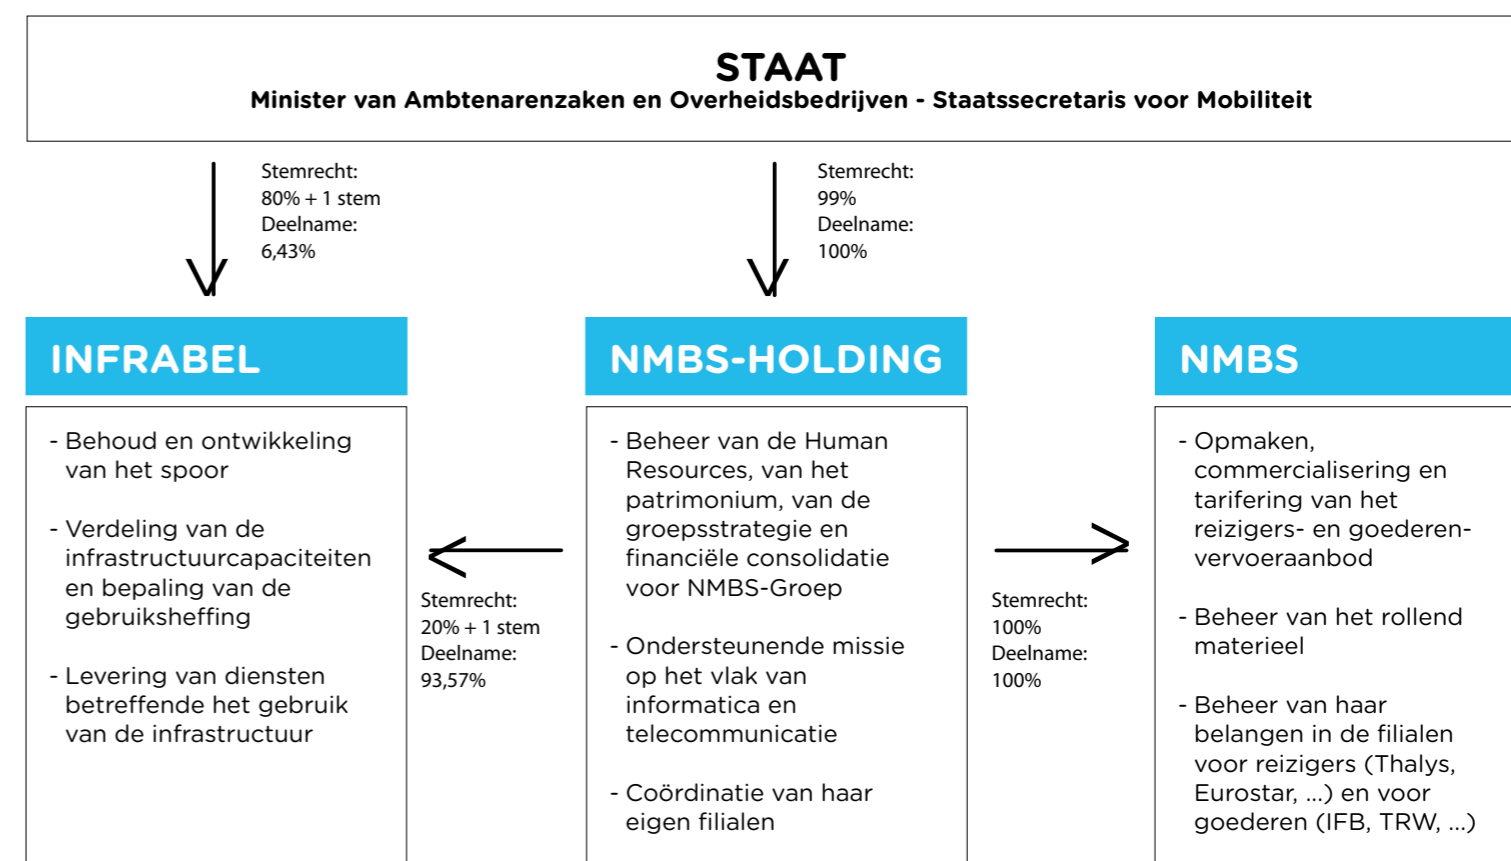 STAAT
Minister van Ambtenarenzaken en Overheidsbedrijven - Staatssecretaris voor Mobiliteit
Stemrecht:
80% + 1 stem
Deelname:
6,43%
Stemrecht:
99%
Deelname:
100%
INFRABEL
- Behoud en ontwikkeling
van het spoor
- Verdeling van de
infrastructuurcapaciteiten
en bepaling van de
gebruiksheffing
- Levering van diensten
betreffende het gebruik
van de infrastructuur
Stemrecht:
20% + 1 stem
Deelname:
93,57%
NMBS-HOLDING
- Beheer van de Human
Resources, van het
patrimonium, van de
groepsstrategie en
financiële consolidatie
voor NMBS-Groep
- Ondersteunende missie
op het vlak van
informatica en
telecommunicatie
- Coördinatie van haar
eigen filialen
Stemrecht:
100%
Deelname:
100%
NMBS
- Opmaken,
commercialisering en
tarifering van het
reizigers- en goederen-
vervoeraanbod
- Beheer van het rollend
materieel
- Beheer van haar
belangen in de filialen
voor reizigers (Thalys,
Eurostar, ...) en voor
goederen (IFB, TRW, ...)